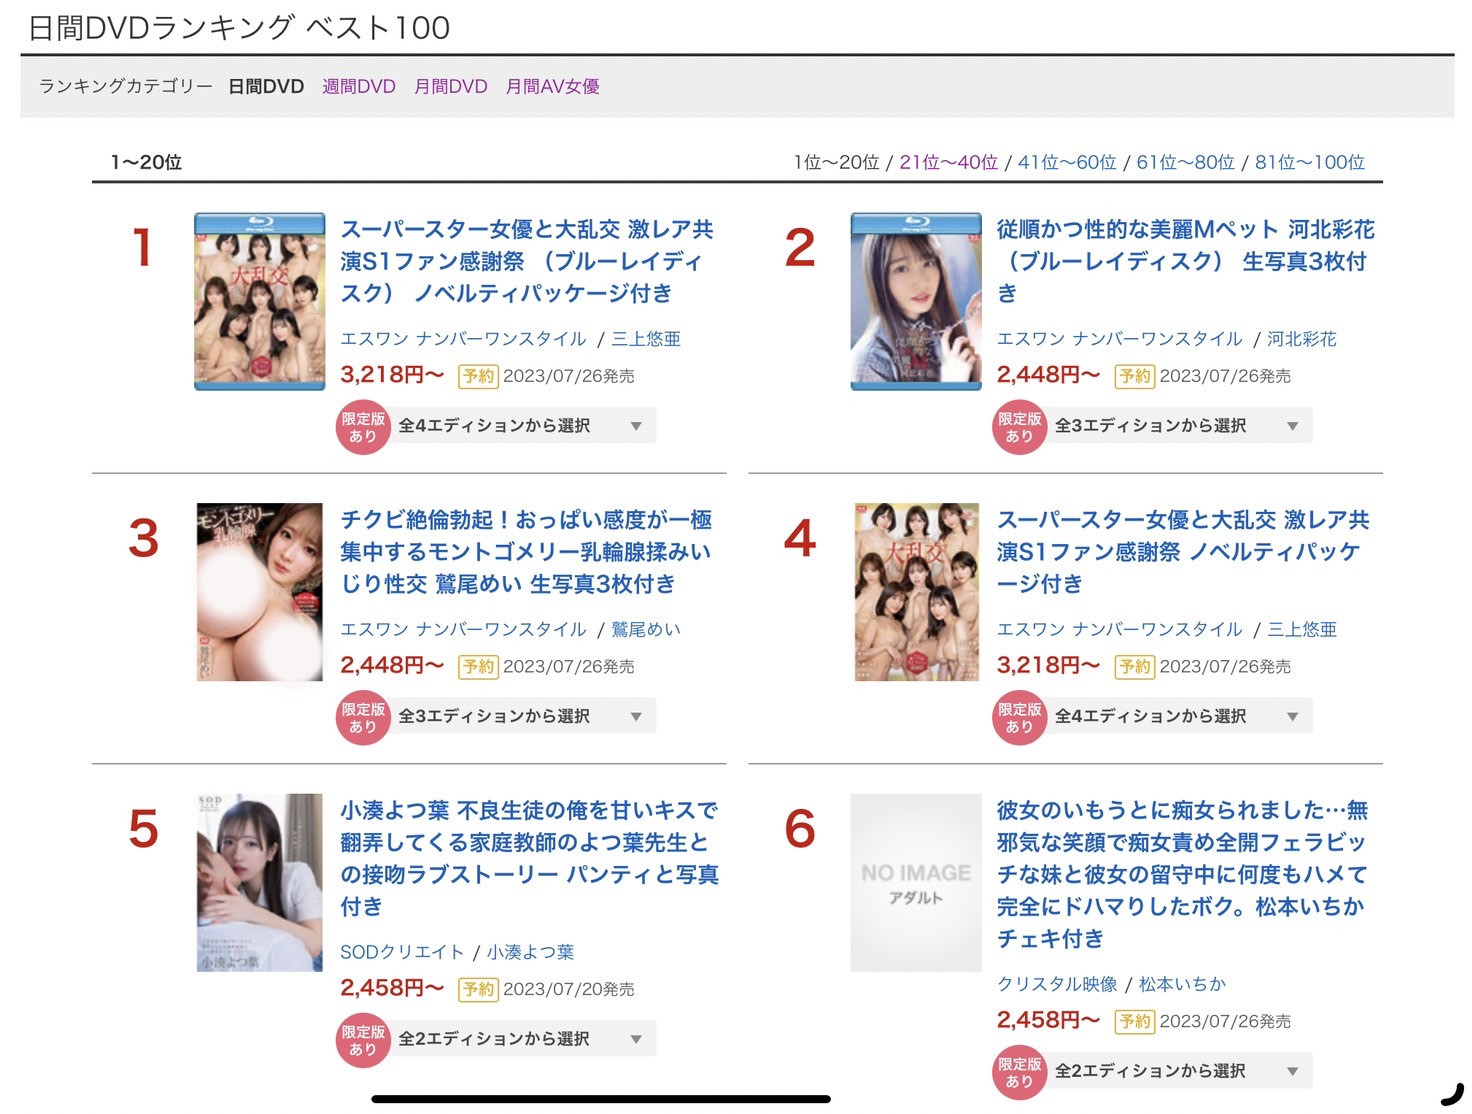 日間DVDランキング ベスト100
ランキングカテゴリー 日間DVD 週間DVD 月間DVD 月間AV女優
1〜20位
1位〜20位 / 21位〜40位 / 41位〜60位 / 61位〜80位 / 81位〜100位
1
大乱交
スーパースター女優と大乱交 激レア共
演S1ファン感謝祭 （ブルーレイディ
スク） ノベルティパッケージ付き
エスワン ナンバーワンスタイル / 三上悠亜
3,218円〜 予約 2023/07/26発売
限定版
あり
全4エディションから選択 ▼
2
従順かつ性的な美麗Mペット 河北彩花
（ブルーレイディスク） 生写真3枚付
き
エスワン ナンバーワンスタイル / 河北彩花
2,448円〜 予約 2023/07/26発売
限定版
あり
全3エディションから選択 ▼
3
モントゴメリー
乳輪腺
鷲尾めい
チクビ絶倫勃起！おっぱい感度が一極
集中するモントゴメリー乳輪腺揉みい
じり性交 鷲尾めい 生写真3枚付き
エスワン ナンバーワンスタイル / 鷲尾めい
2,448円〜 予約 2023/07/26発売
限定版
あり
全3エディションから選択 ▼
4
大乱交
スーパースター女優と大乱交 激レア共
演S1ファン感謝祭 ノベルティパッケ
ージ付き
エスワン ナンバーワンスタイル / 三上悠亜
3,218円〜 予約 2023/07/26発売
限定版
あり
全4エディションから選択 ▼
5
SOD
小湊よつ葉
小湊よつ葉 不良生徒の俺を甘いキスで
翻弄してくる家庭教師のよつ葉先生と
の接吻ラブストーリー パンティと写真
付き
SODクリエイト / 小湊よつ葉
2,458円〜 予約 2023/07/20発売
限定版
あり
全2エディションから選択 ▼
6
NO IMAGE
アダルト
彼女のいもうとに痴女られました…無
邪気な笑顔で痴女責め全開フェラビッ
チな妹と彼女の留守中に何度もハメて
完全にドハマりしたボク。松本いちか
チェキ付き
クリスタル映像 / 松本いちか
2,458円〜 予約 2023/07/26発売
限定版
あり
全2エディションから選択 ▼